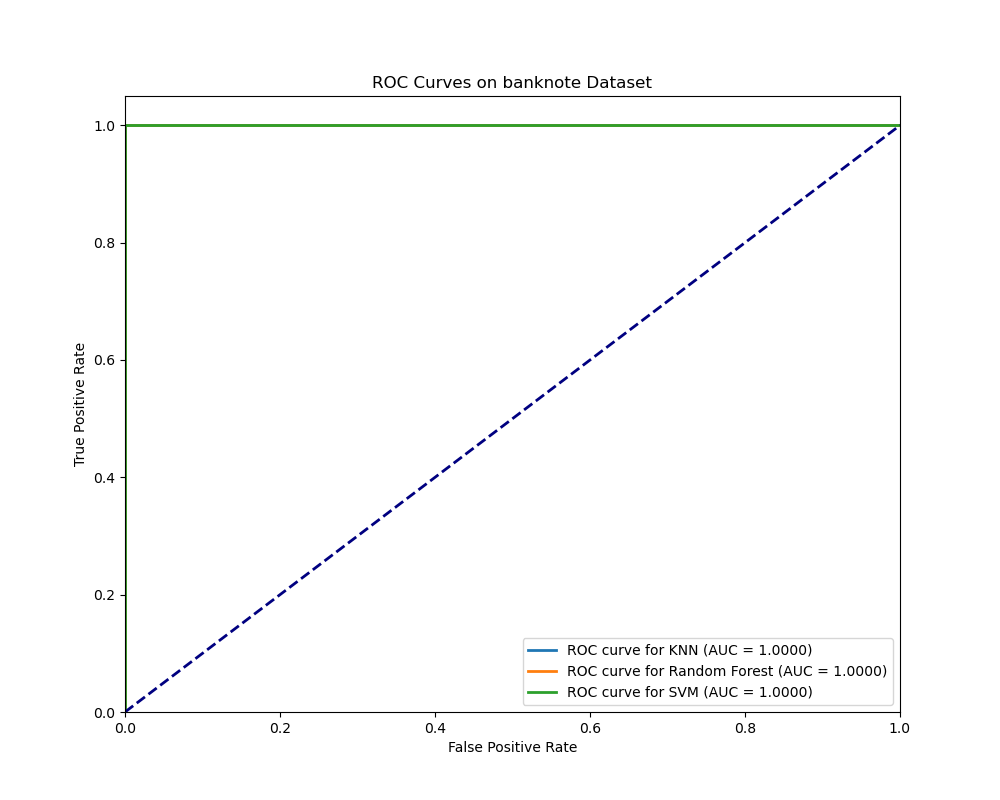 ROC Curves on banknote Dataset
1.0
0.8
0.6
0.4
0.2
0.0
True Positive Rate
ROC curve for KNN (AUC = 1.0000)
ROC curve for Random Forest (AUC = 1.0000)
ROC curve for SVM (AUC = 1.0000)
0.0 0.2 0.4 0.6 0.8 1.0
False Positive Rate